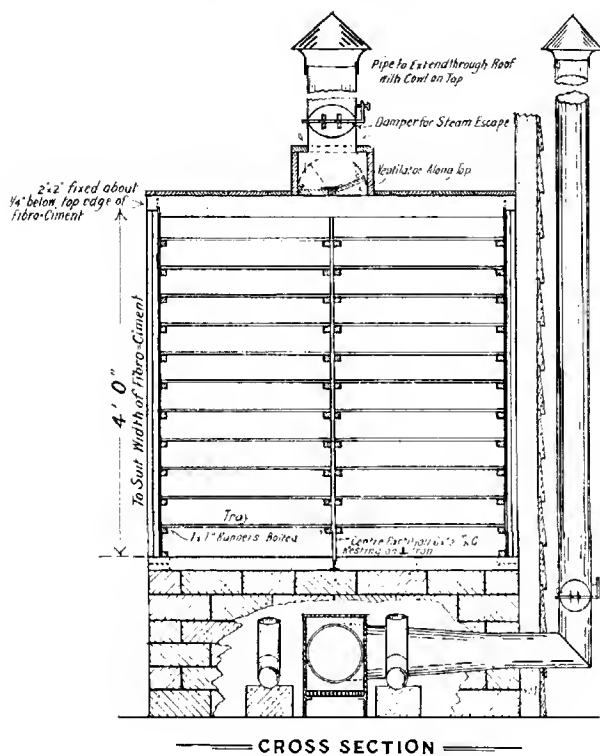 Pipe to Extend through Roof
with Cowl on Top
Damper for Steam Escape
Ventilator Along Top
2"x2" fixed about
¼" below top edge of
Fibro-Ciment
4' 0"
To Suit Width of Fibro-Ciment
Tray
1"x1" Runners Bolted
Centre Partition
Resting on Iron
CROSS SECTION